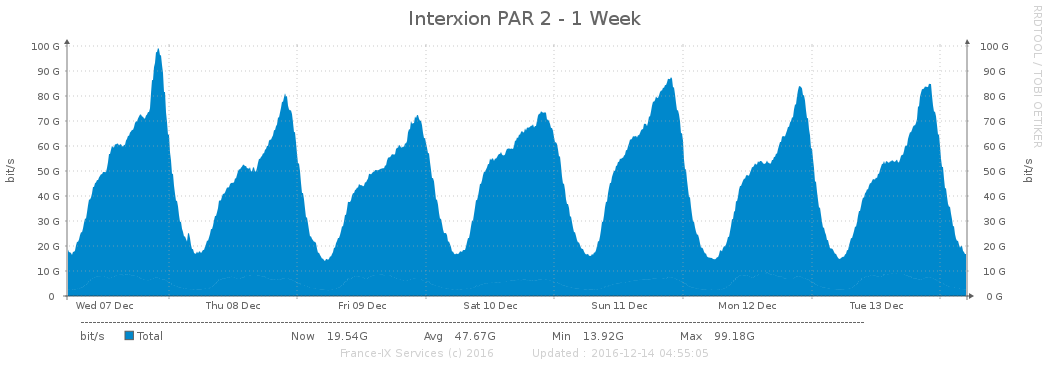 Interxion PAR 2 - 1 Week
RRDTOOL / TOBI OETIKER
100 G 100 G
90 G 90 G
80 G 80 G
70 G 70 G
60 G 60 G
50 G 50 G
40 G 40 G
30 G 30 G
20 G 20 G
10 G 10 G
0 0 G
bit/s bit/s
Wed 07 Dec Thu 08 Dec Fri 09 Dec Sat 10 Dec Sun 11 Dec Mon 12 Dec Tue 13 Dec
bit/s Total Now 19.54G Avg 47.67G Min 13.92G Max 99.18G
France-IX Services (c) 2016 Updated : 2016-12-14 04:55:05